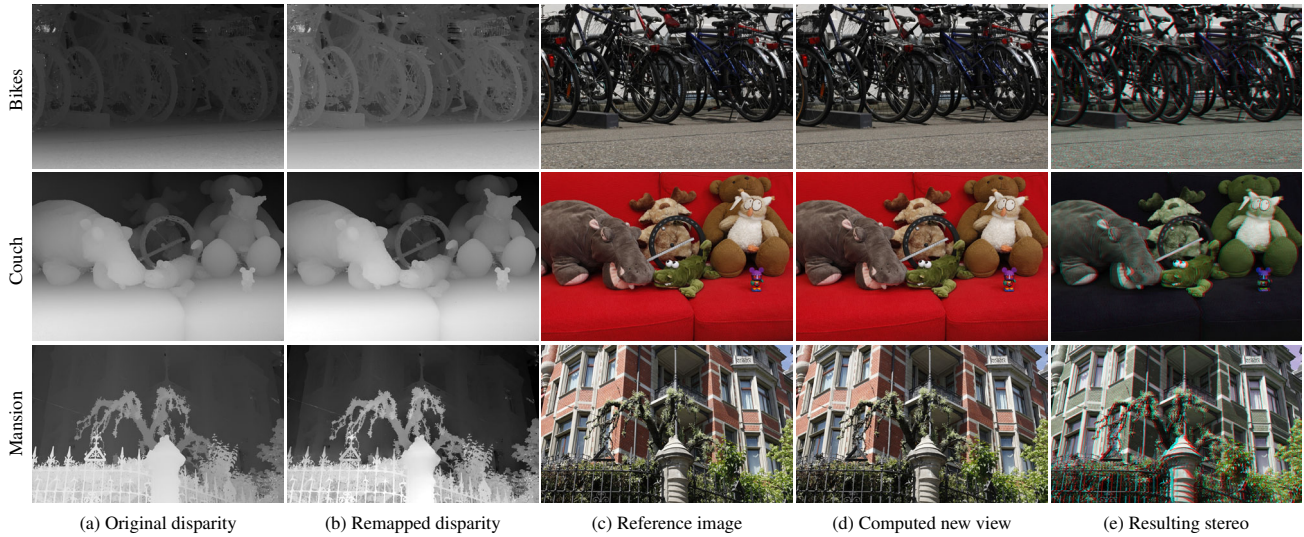 Bikes
Couch
Mansion
(a) Original disparity
(b) Remapped disparity
(c) Reference image
(d) Computed new view
(e) Resulting stereo